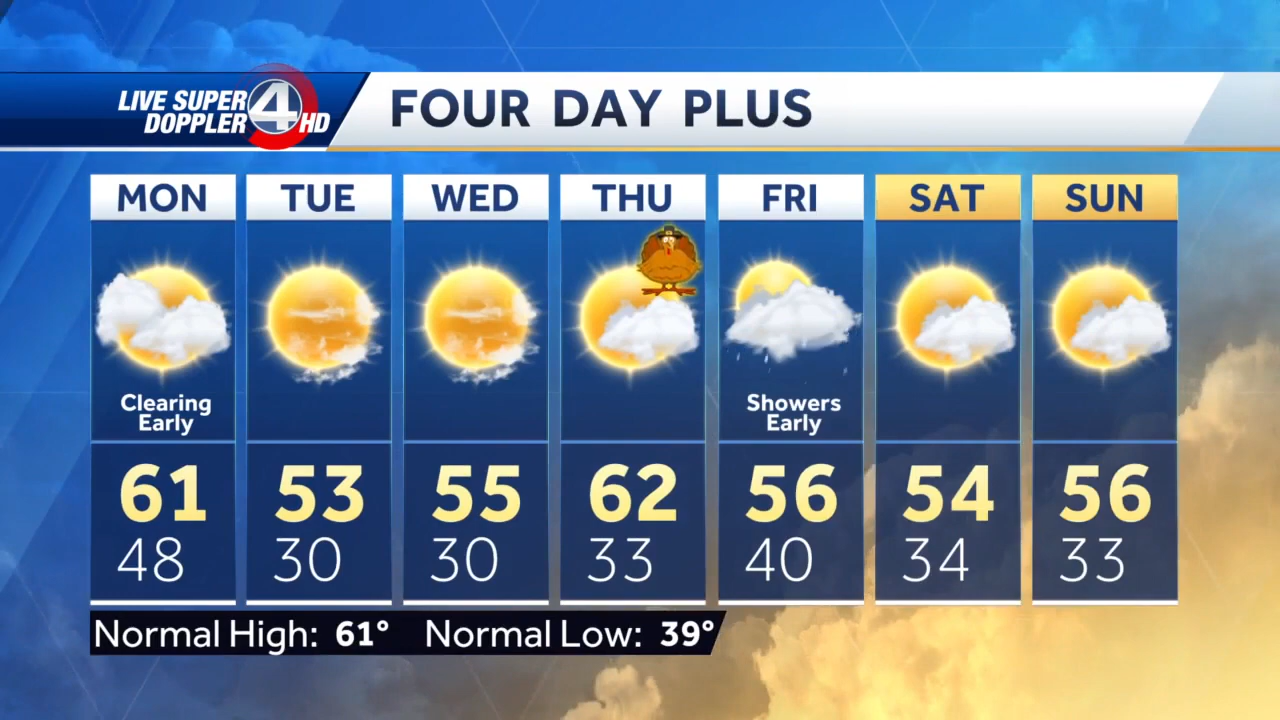 LIVE SUPER
DOPPLER 4 HD
FOUR DAY PLUS
MON TUE WED THU FRI SAT SUN
Clearing
Early
Showers
Early
61 53 55 62 56 54 56
48 30 30 33 40 34 33
Normal High: 61° Normal Low: 39°